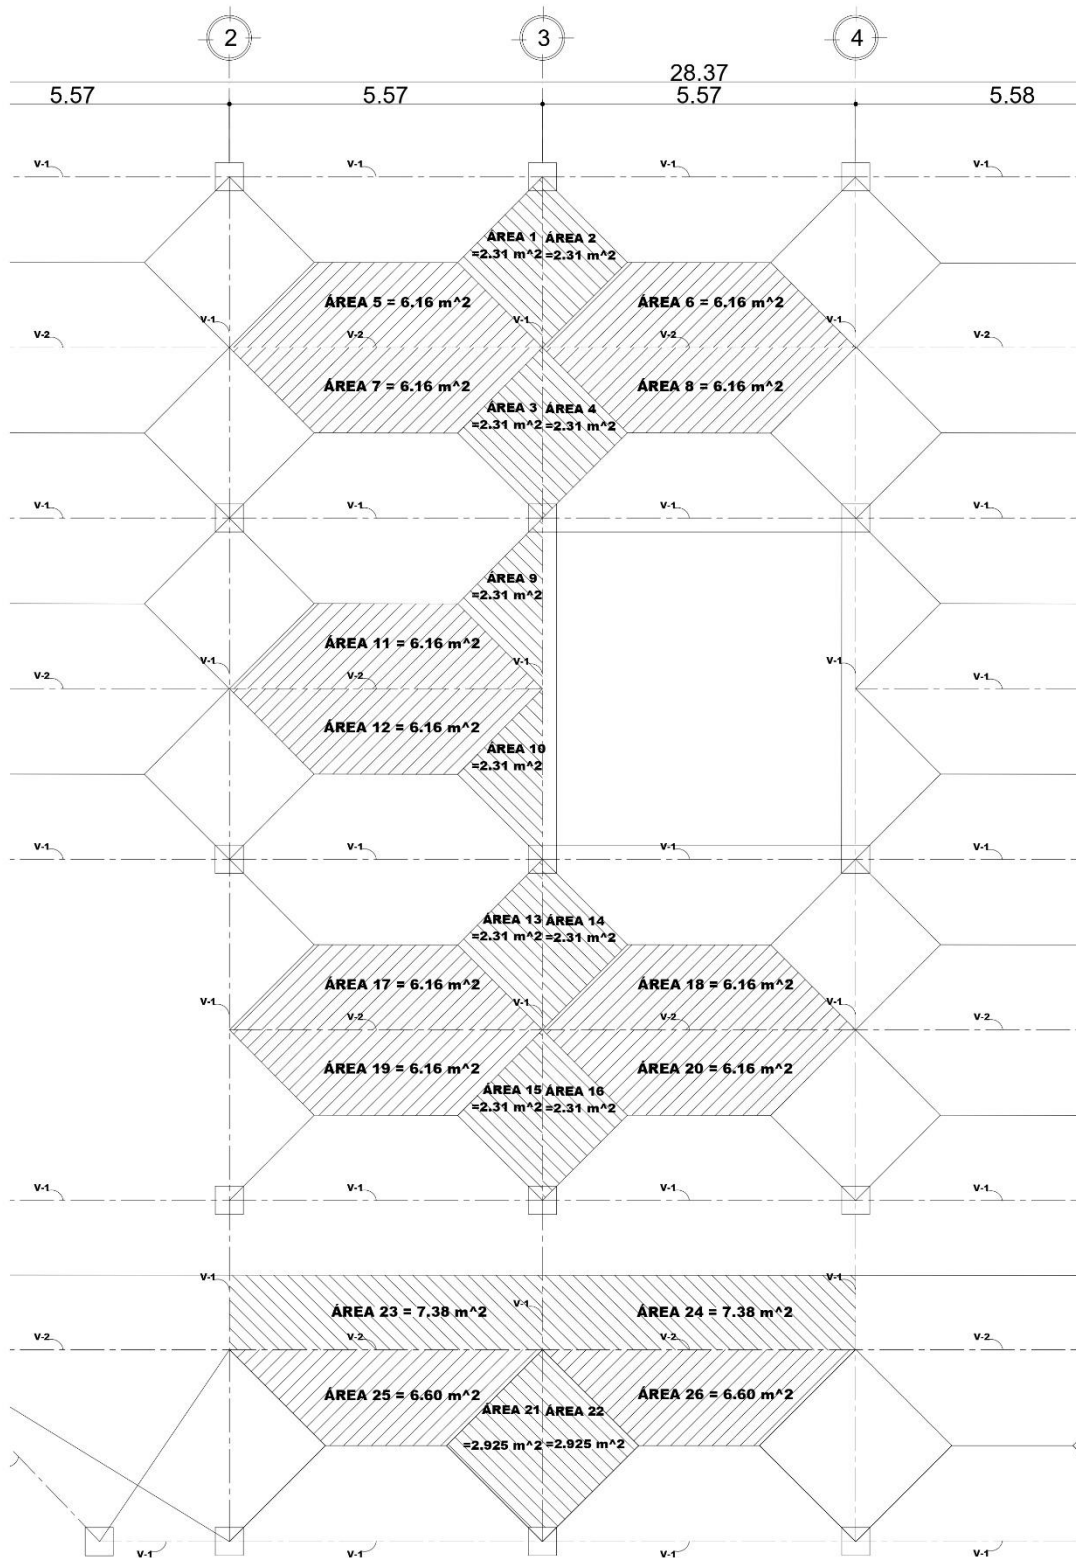 2 3 4
28.37
5.57 5.57 5.57 5.58
V-1 V-1 V-1 V-1
ÁREA 1 ÁREA 2
=2.31 m^2 =2.31 m^2
ÁREA 5 = 6.16 m^2 ÁREA 6 = 6.16 m^2
V-1 V-1 V-1
V-2 V-2 V-2 V-2
ÁREA 7 = 6.16 m^2 ÁREA 8 = 6.16 m^2
ÁREA 3 ÁREA 4
=2.31 m^2 =2.31 m^2
V-1 V-1 V-1 V-1
ÁREA 9
=2.31 m^2
ÁREA 11 = 6.16 m^2
V-1 V-1 V-1
V-2 V-2 V-1
ÁREA 12 = 6.16 m^2
ÁREA 10
=2.31 m^2
V-1 V-1 V-1 V-1
ÁREA 13 ÁREA 14
=2.31 m^2 =2.31 m^2
ÁREA 17 = 6.16 m^2 ÁREA 18 = 6.16 m^2
V-1 V-1 V-1
V-2 V-2 V-2
ÁREA 19 = 6.16 m^2 ÁREA 20 = 6.16 m^2
ÁREA 15 ÁREA 16
=2.31 m^2 =2.31 m^2
V-1 V-1 V-1 V-1
V-1 V-1 V-1
ÁREA 23 = 7.38 m^2 ÁREA 24 = 7.38 m^2
V-2 V-2 V-2 V-2
ÁREA 25 = 6.60 m^2 ÁREA 26 = 6.60 m^2
ÁREA 21 ÁREA 22
=2.925 m^2 =2.925 m^2
V-1 V-1 V-1 V-1